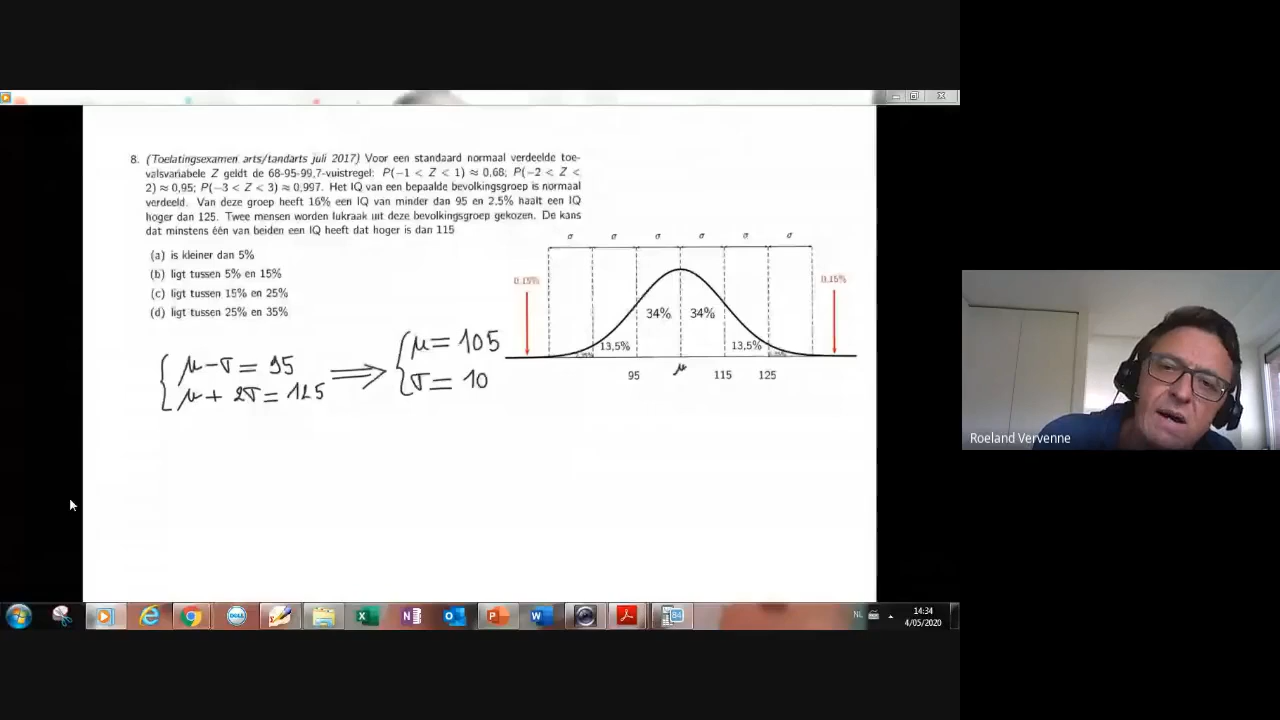 8. (Toelatingsexamen arts/tandarts juli 2017) Voor een standaard normaal verdeelde toe-
valsvariabele Z geldt de 68-95-99,7-vuistregel: P(−1 < Z < 1) ≈ 0,68; P(−2 < Z <
2) ≈ 0,95; P(−3 < Z < 3) ≈ 0,997. Het IQ van een bepaalde bevolkingsgroep is normaal
verdeeld. Van deze groep heeft 16% een IQ van minder dan 95 en 2.5% haalt een IQ
hoger dan 125. Twee mensen worden lukraak uit deze bevolkingsgroep gekozen. De kans
dat minstens één van beiden een IQ heeft dat hoger is dan 115
(a) is kleiner dan 5%
(b) ligt tussen 5% en 15%
(c) ligt tussen 15% en 25%
(d) ligt tussen 25% en 35%
σ σ σ σ σ σ
0.15% 0.15%
34% 34%
13,5% 13,5%
95 μ 115 125
μ − σ = 95
μ + 2σ = 125
⟹
μ = 105
σ = 10
Roeland Vervenne
84
NL
14:34
4/05/2020